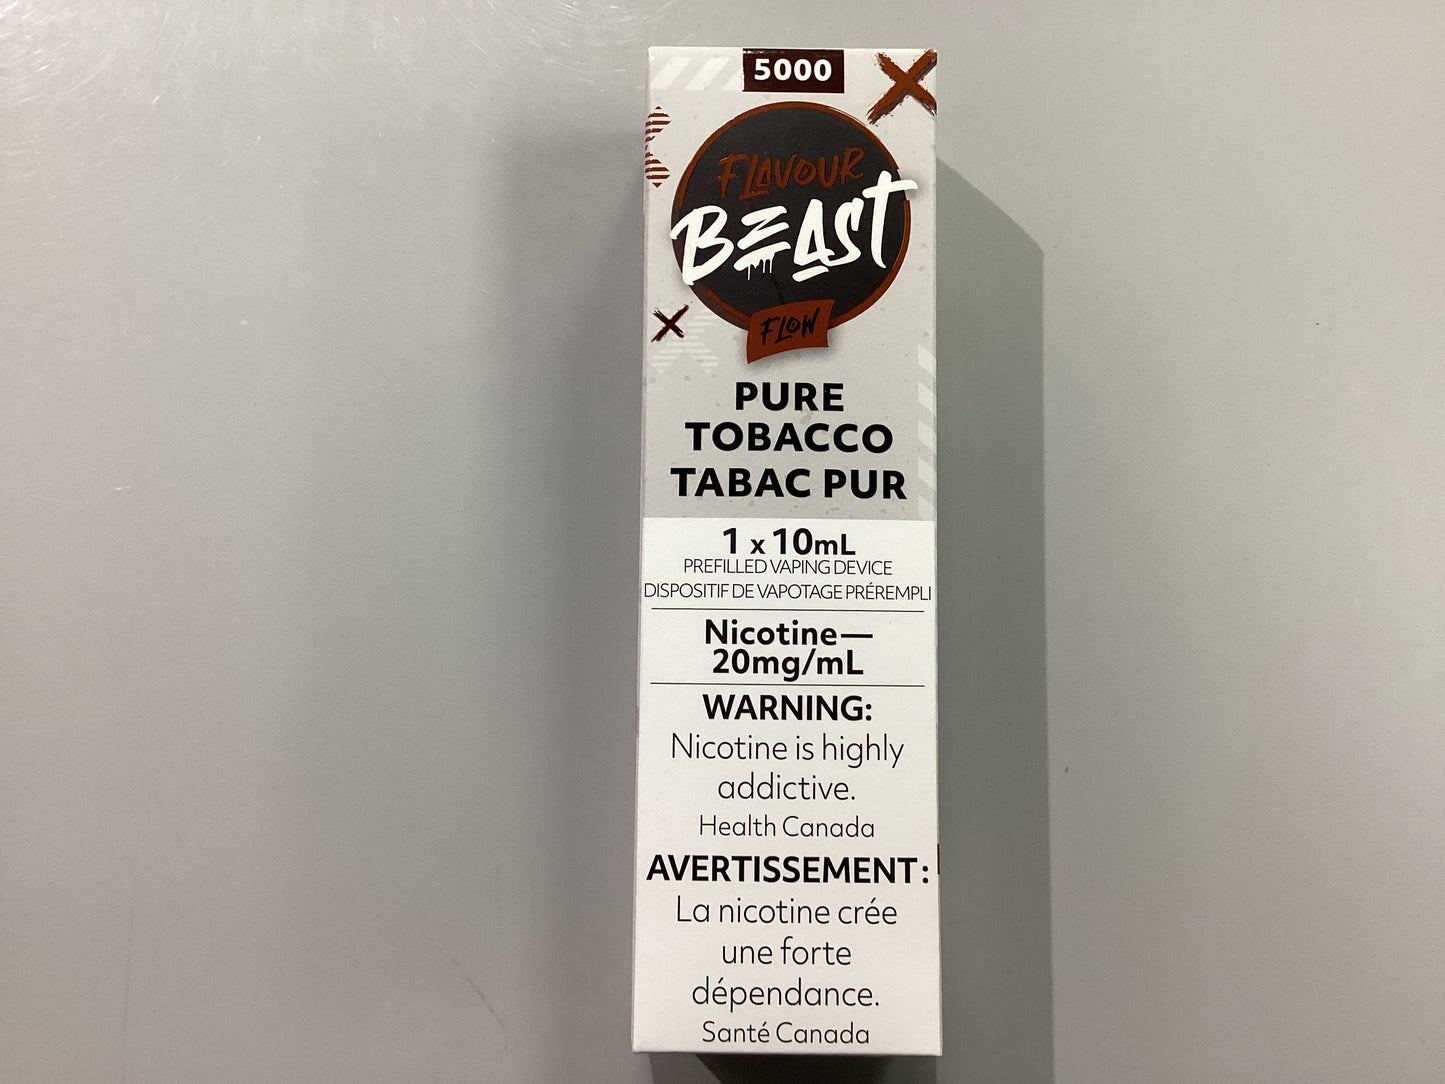 5000
FLAVOUR
BEAST
FLOW
PURE
TOBACCO
TABAC PUR
1 x 10mL
PREFILLED VAPING DEVICE
DISPOSITIF DE VAPOTAGE PRÉREMPLI
Nicotine—
20mg/mL
WARNING:
Nicotine is highly
addictive.
Health Canada
AVERTISSEMENT:
La nicotine crée
une forte
dépendance.
Santé Canada